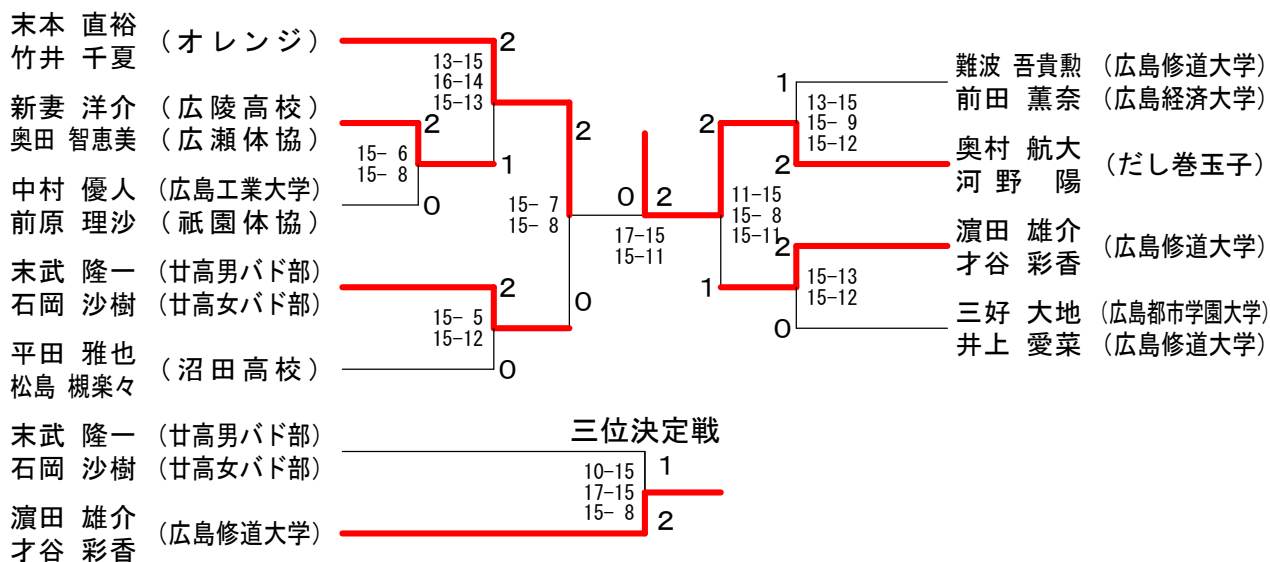 末本 直裕 (オレンジ)
竹井 千夏
新妻 洋介 (広陵高校)
奥田 智恵美 (広瀬体協)
中村 優人 (広島工業大学)
前原 理沙 (祇園体協)
末武 隆一 (廿高男バド部)
石岡 沙樹 (廿高女バド部)
平田 雅也 (沼田高校)
松島 槻楽々
2
13-15
16-14
15-13
1
2
15- 6
15- 8
0
2
15- 7
15- 8
0
2
15- 5
15-12
0
0 2
17-15
15-11
2
11-15
15- 8
15-11
1
1
13-15
15- 9
15-12
2
2
15-13
15-12
0
難波 吾貴勲 (広島修道大学)
前田 薫奈 (広島経済大学)
奥村 航大 (だし巻玉子)
河野 陽
濵田 雄介 (広島修道大学)
才谷 彩香
三好 大地 (広島都市学園大学)
井上 愛菜 (広島修道大学)
三位決定戦
末武 隆一 (廿高男バド部)
石岡 沙樹 (廿高女バド部)
濵田 雄介 (広島修道大学)
才谷 彩香
1
10-15
17-15
15- 8
2